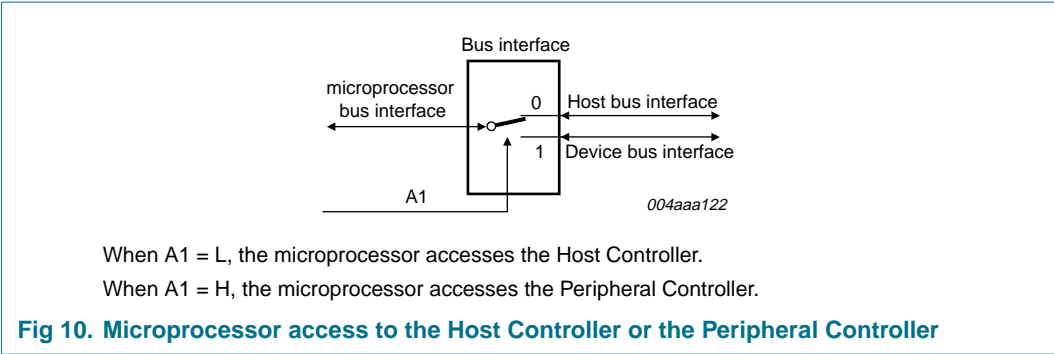 Bus interface
microprocessor
bus interface
0
Host bus interface
1
Device bus interface
A1
004aaa122
When A1 = L, the microprocessor accesses the Host Controller.
When A1 = H, the microprocessor accesses the Peripheral Controller.
Fig 10. Microprocessor access to the Host Controller or the Peripheral Controller